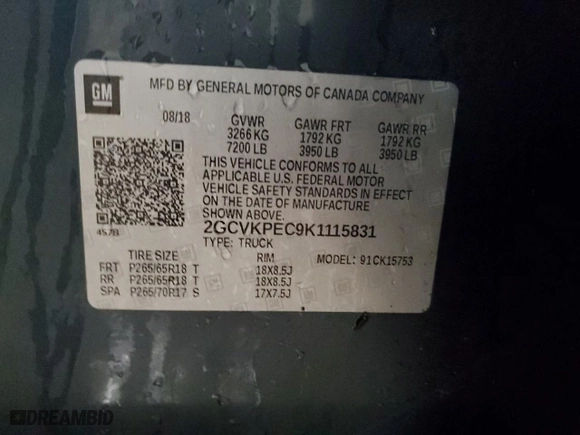 GM
MFD BY GENERAL MOTORS OF CANADA COMPANY
08/18 GVWR GAWR FRT GAWR RR
3266 KG 1792 KG 1792 KG
7200 LB 3950 LB 3950 LB
THIS VEHICLE CONFORMS TO ALL
APPLICABLE U.S. FEDERAL MOTOR
VEHICLE SAFETY STANDARDS IN EFFECT
ON THE DATE OF MANUFACTURE
SHOWN ABOVE.
457B 2GCVKPEC9K1115831
TYPE: TRUCK
TIRE SIZE RIM MODEL: 91CK15753
FRT P265/65R18 T 18X8.5J
RR P265/65R18 T 18X8.5J
SPA P265/70R17 S 17X7.5J
DREAMBID